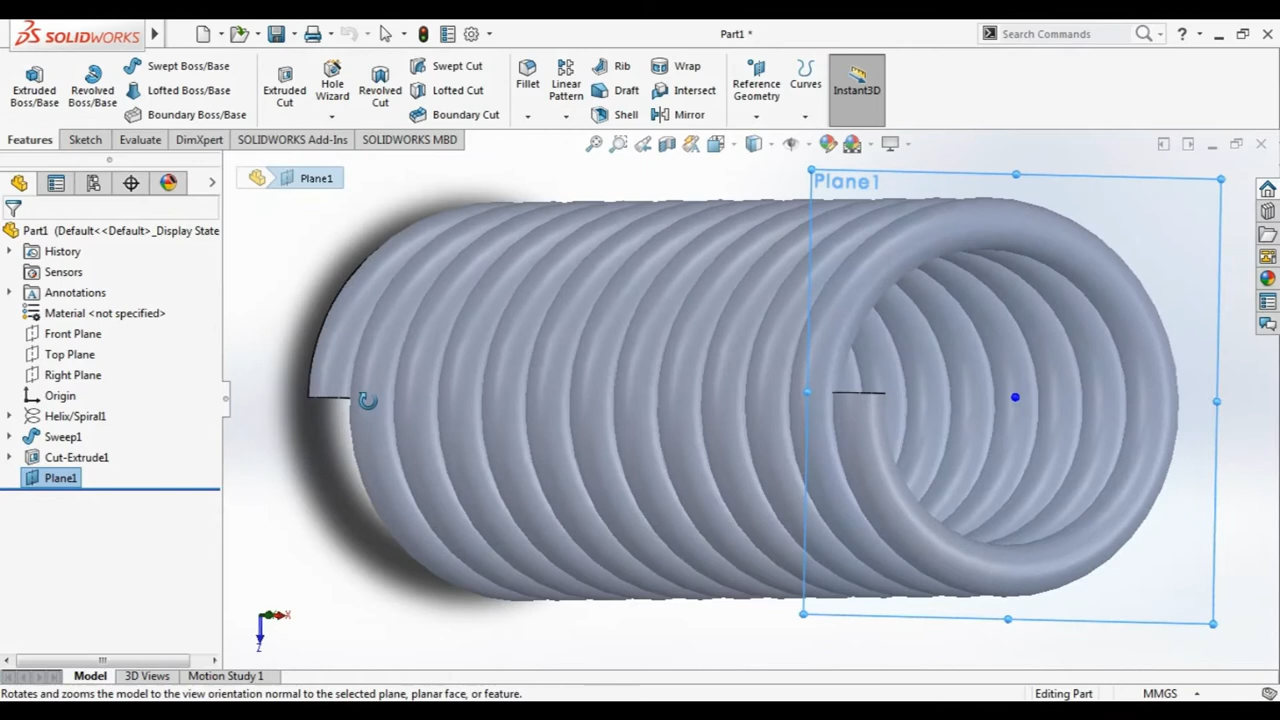 SOLIDWORKS
Part1 *
Search Commands
?
Extruded Boss/Base
Revolved Boss/Base
Swept Boss/Base
Lofted Boss/Base
Boundary Boss/Base
Extruded Cut
Hole Wizard
Revolved Cut
Swept Cut
Lofted Cut
Boundary Cut
Fillet
Linear Pattern
Rib
Draft
Shell
Wrap
Intersect
Mirror
Reference Geometry
Curves
Instant3D
Features Sketch Evaluate DimXpert SOLIDWORKS Add-Ins SOLIDWORKS MBD
Plane1
Plane1
Part1 (Default<<Default>_Display State
History
Sensors
Annotations
Material <not specified>
Front Plane
Top Plane
Right Plane
Origin
Helix/Spiral1
Sweep1
Cut-Extrude1
Plane1
X
Z
Model 3D Views Motion Study 1
Rotates and zooms the model to the view orientation normal to the selected plane, planar face, or feature.
Editing Part MMGS